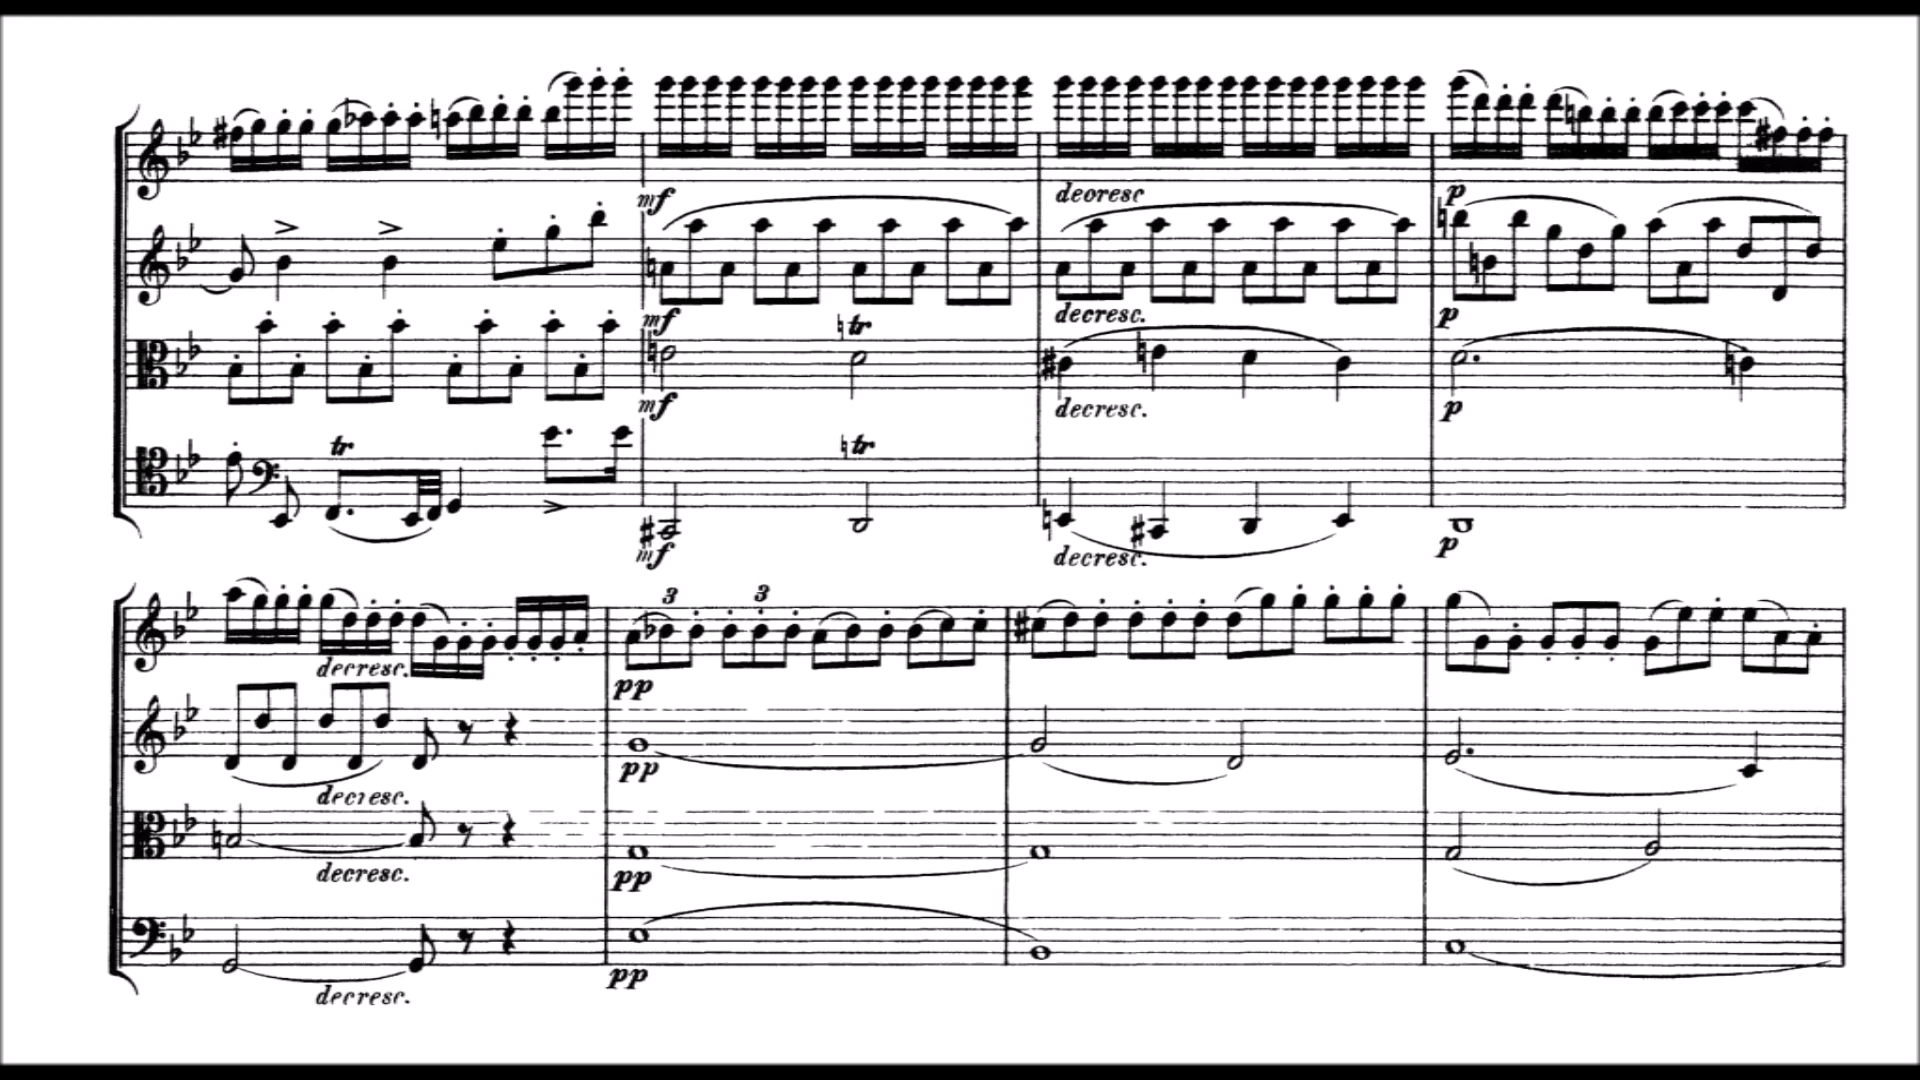 mf deoresc p
mf tr decresc. p
mf decresc. p
tr tr
mf decresc. p
3 3
decresc. pp
decresc. pp
decresc. pp
decresc. pp